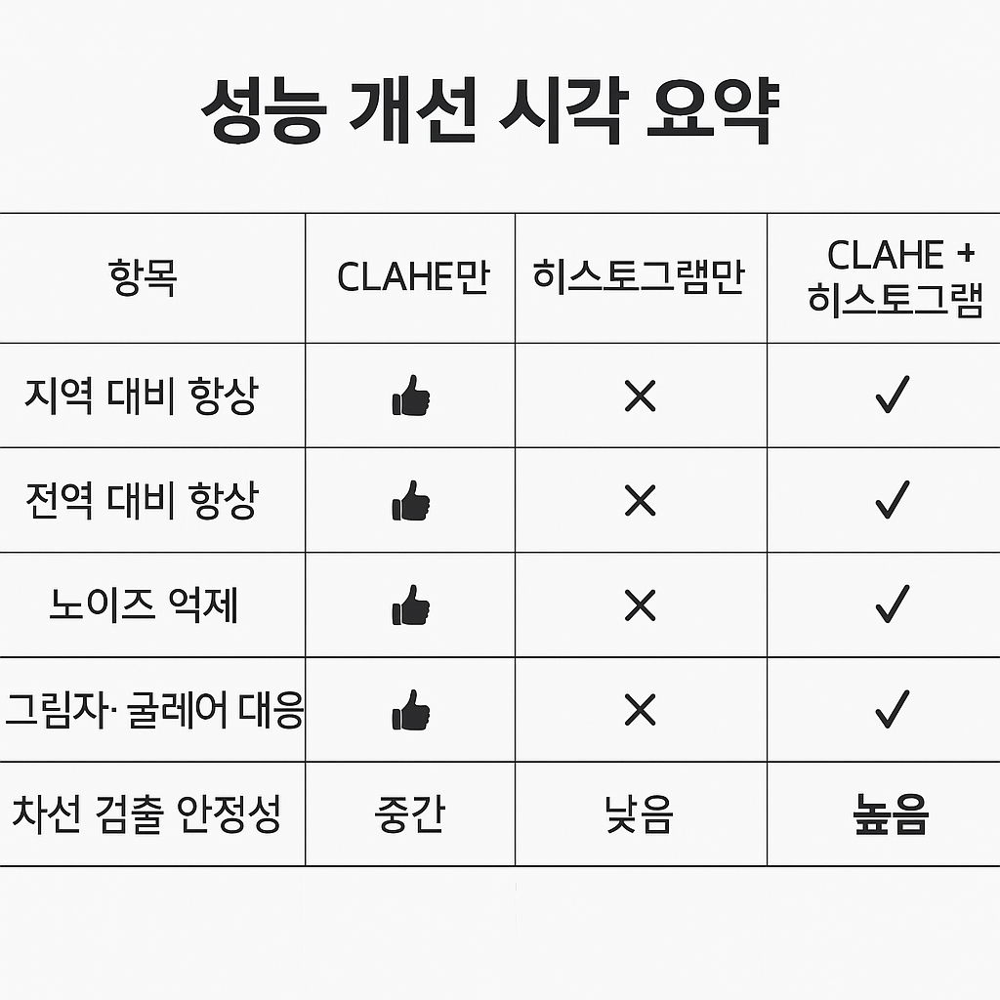 성능 개선 시각 요약
항목
CLAHE만
히스토그램만
CLAHE +
히스토그램
지역 대비 항상
전역 대비 항상
노이즈 억제
그림자· 굴레어 대응
차선 검출 안정성
중간
낮음
높음